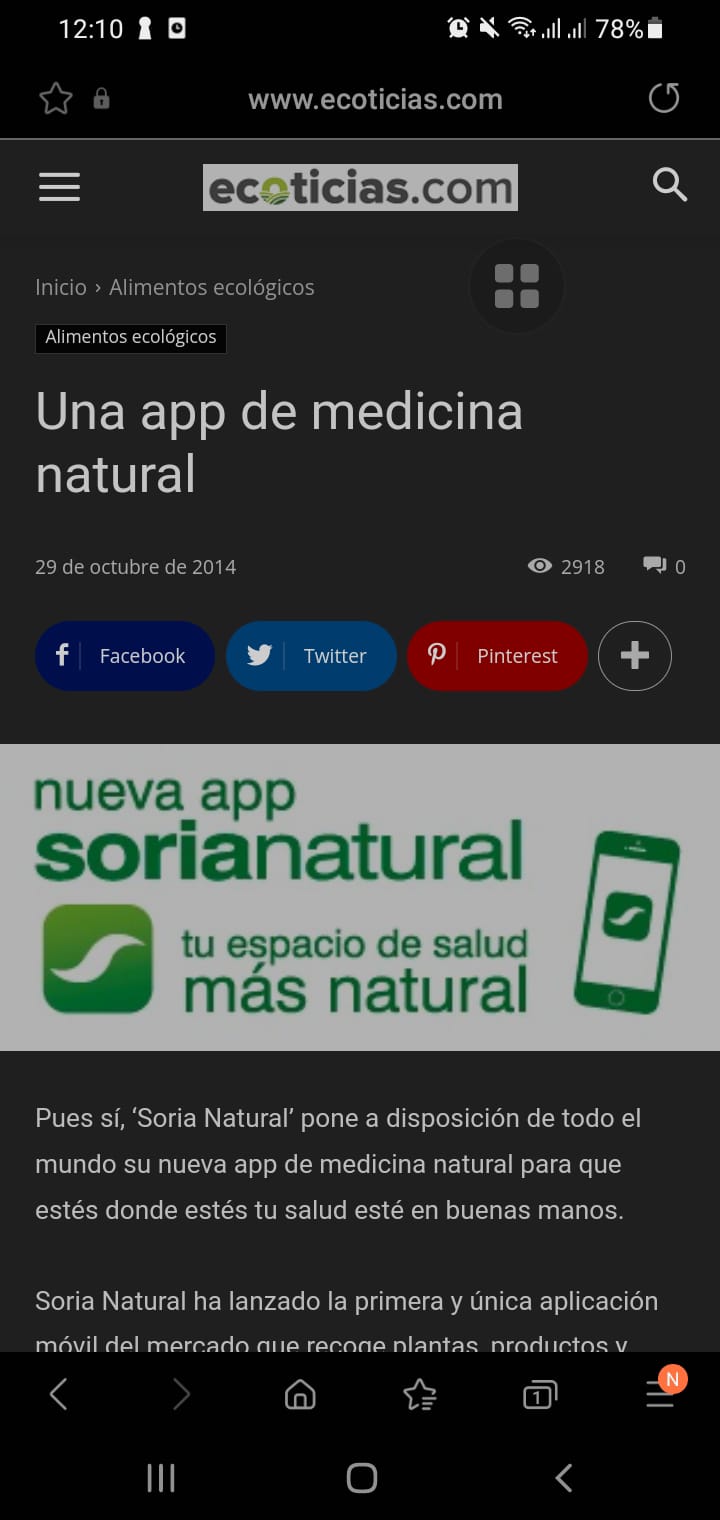 12:10
78%
www.ecoticias.com
ecoticias.com
Inicio › Alimentos ecológicos
Alimentos ecológicos
Una app de medicina
natural
29 de octubre de 2014
2918
0
Facebook
Twitter
Pinterest
nueva app
sorianatural
tu espacio de salud
más natural
Pues sí, ‘Soria Natural’ pone a disposición de todo el
mundo su nueva app de medicina natural para que
estés donde estés tu salud esté en buenas manos.
Soria Natural ha lanzado la primera y única aplicación
móvil del mercado que recoge plantas, productos y
1
N